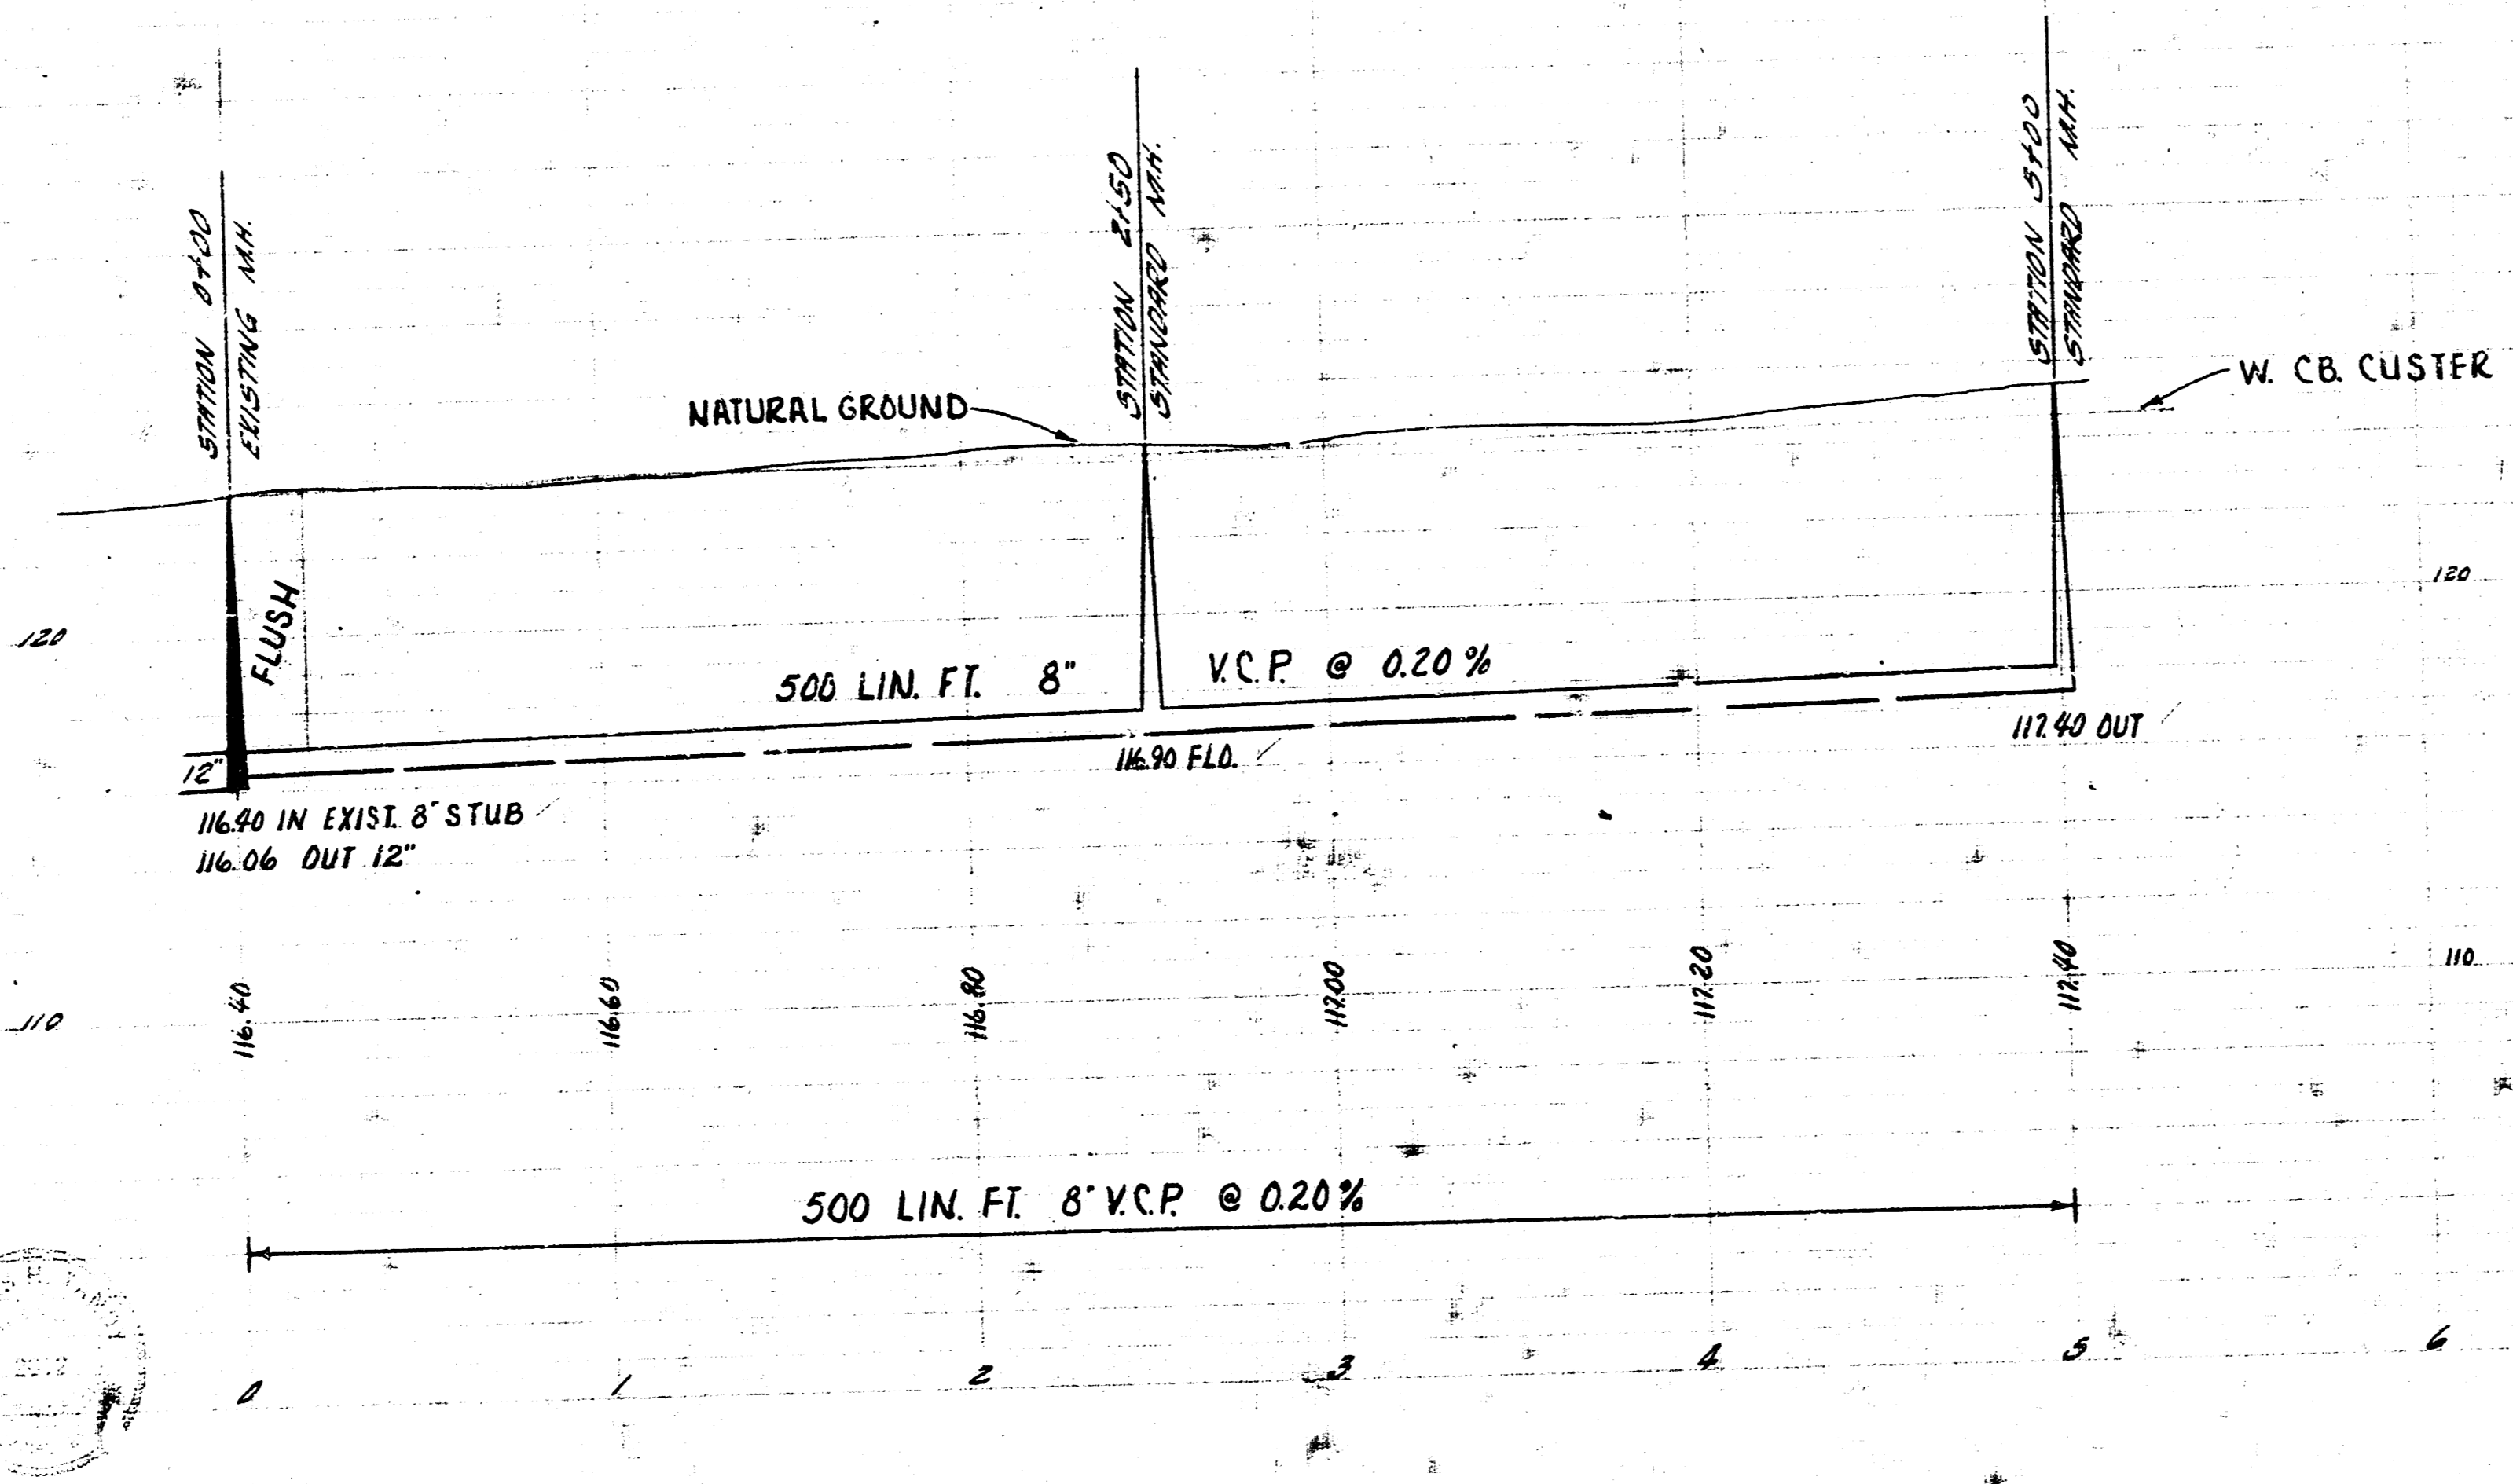 STATION 0+00
EXISTING M.H.
STATION 2+50
STANDARD M.H.
STATION 5+00
STANDARD M.H.
NATURAL GROUND
W. CB. CUSTER
120
120
FLUSH
500 LIN. FT. 8" V.C.P. @ 0.20%
12"
116.90 FLO.
117.40 OUT
116.40 IN EXIST. 8" STUB
116.06 OUT 12"
110
110
116.40
116.60
116.80
117.00
117.20
117.40
500 LIN. FT. 8" V.C.P. @ 0.20%
0 1 2 3 4 5 6